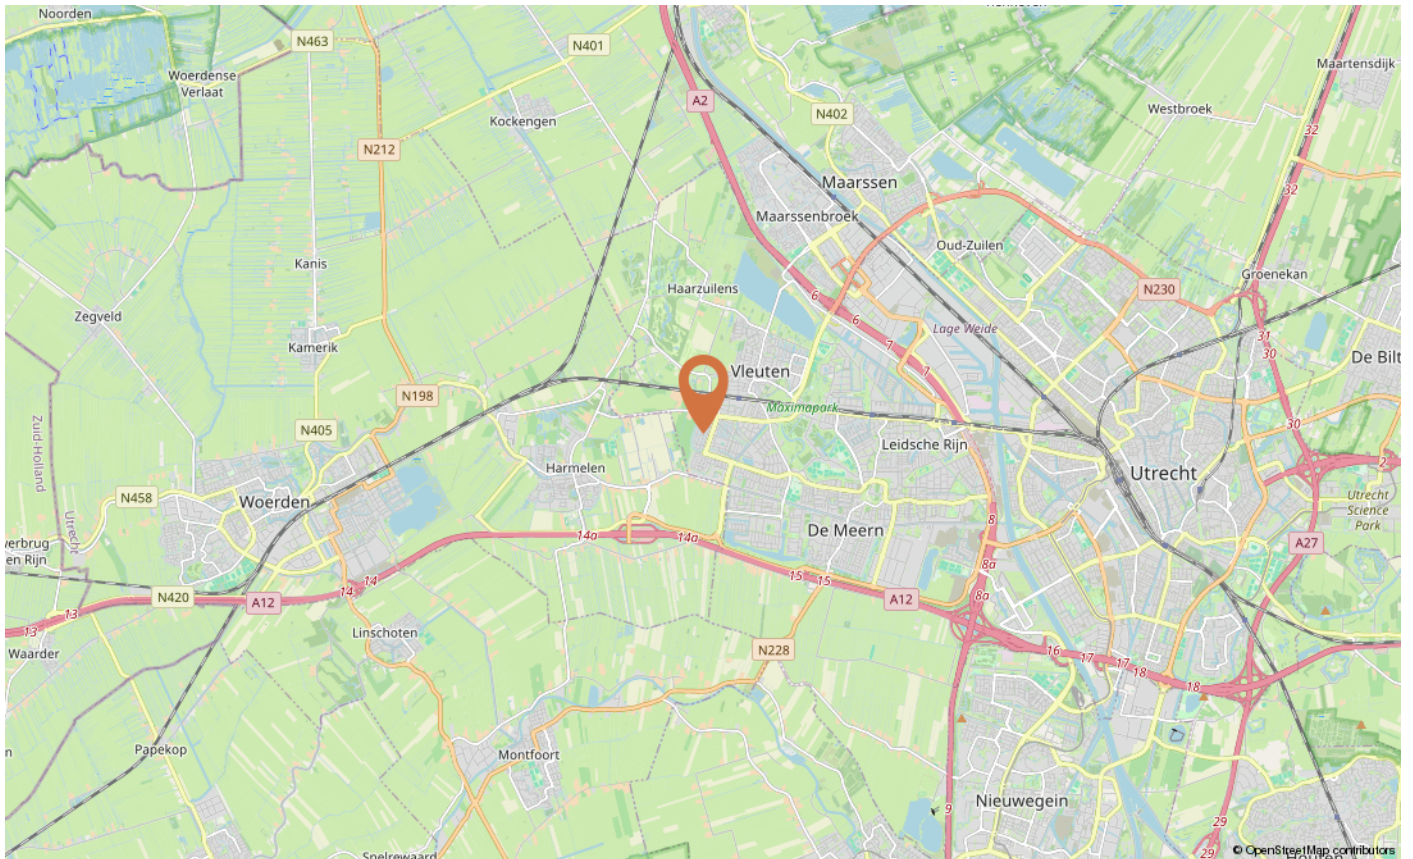 Noorden
N463
N401
Woerdense
Verlaat
A2
Kockengen
N402
Westbroek
Maartensdijk
32
N212
Maarssen
32
Maarssenbroek
Oud-Zuilen
Kanis
Haarzuilens
Groenekan
N230
6
Zegveld
6
Lage Weide
31
Kamerik
7
30
De Bilt
7
Vleuten
N198
Maximapark
30
N405
Leidsche Rijn
Zuid-Holland
Harmelen
Utrecht
2
N458
Woerden
Utrecht
Science
Park
Utrecht
8
De Meern
14a
14a
A27
werbrug
en Rijn
8a
15
15
14
14
8a
N420
A12
A12
13
13
Linschoten
Waarder
N228
16
17
17
18
18
Papekop
Montfoort
n
Nieuwegein
9
29
29
Snelrewaard
Houten
© OpenStreetMap contributors